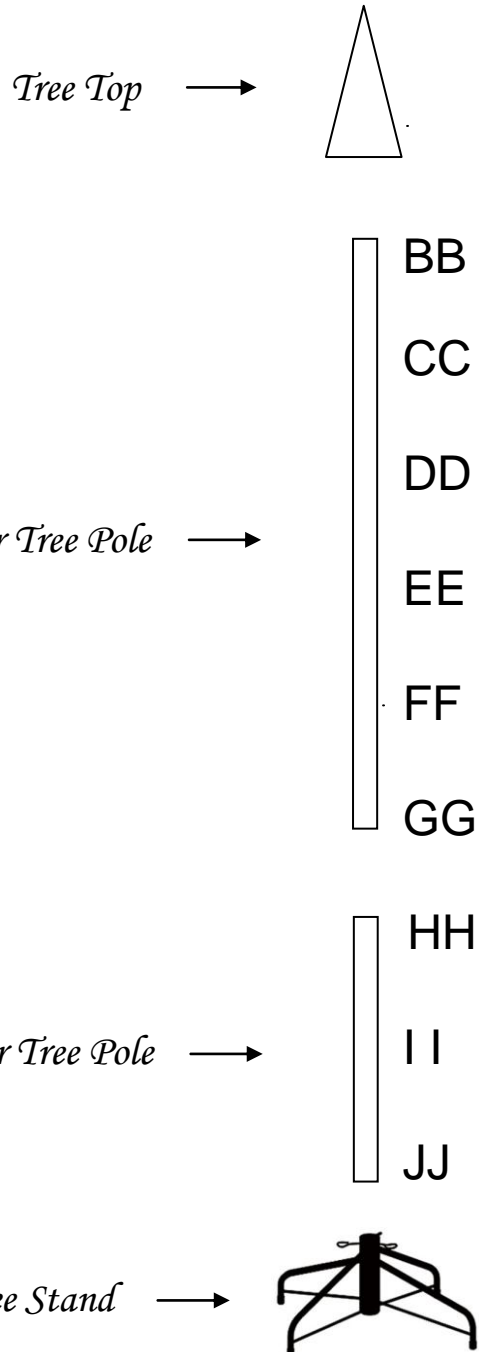 Tree Top
BB
CC
DD
r Tree Pole
EE
FF
GG
HH
r Tree Pole
I I
JJ
ee Stand